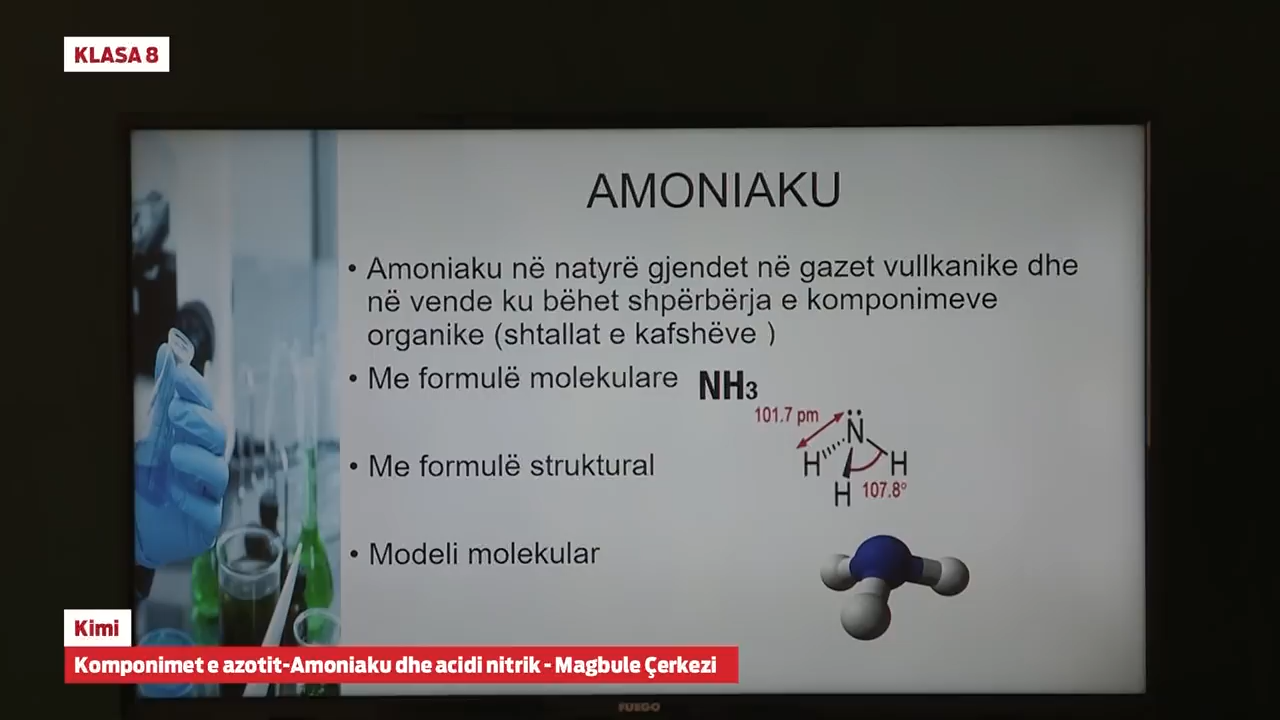 KLASA 8
AMONIAKU
• Amoniaku në natyrë gjendet në gazet vullkanike dhe
në vende ku bëhet shpërbërja e komponimeve
organike (shtallat e kafshëve )
• Me formulë molekulare NH3
101.7 pm
N
• Me formulë struktural
H H
H 107.8°
• Modeli molekular
Kimi
Komponimet e azotit-Amoniaku dhe acidi nitrik - Magbule Çerkezi
FUEGO